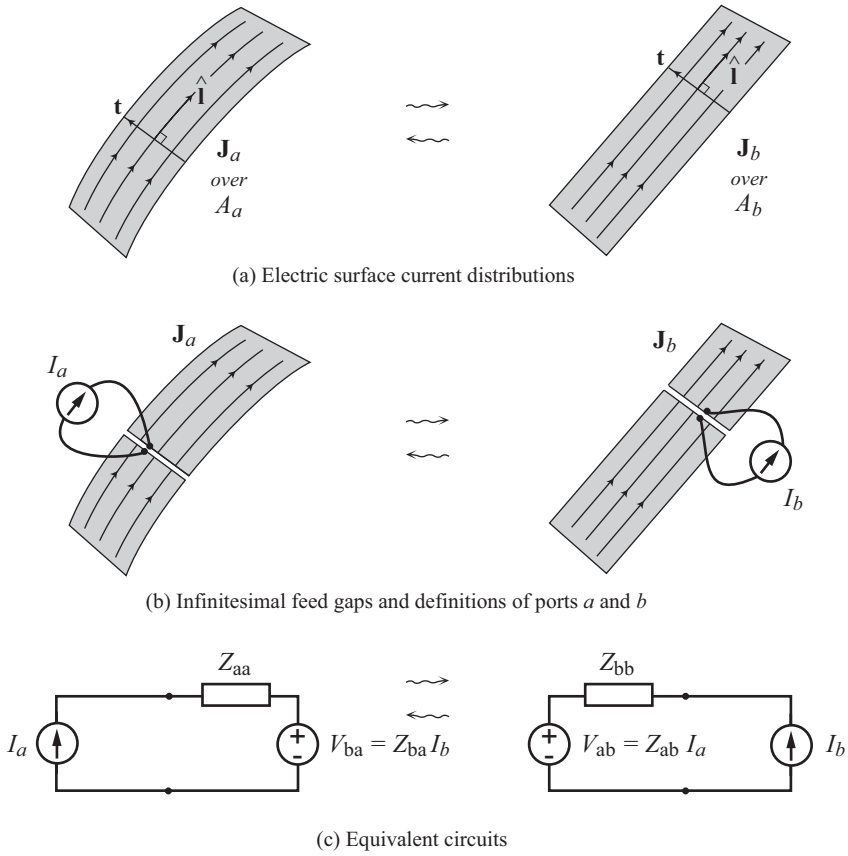 t
l̂
J_a
over
A_a
t
l̂
J_b
over
A_b
(a) Electric surface current distributions
J_a
I_a
J_b
I_b
(b) Infinitesimal feed gaps and definitions of ports a and b
Z_aa
Z_bb
I_a
+
-
V_ba = Z_ba I_b
+
-
V_ab = Z_ab I_a
I_b
(c) Equivalent circuits